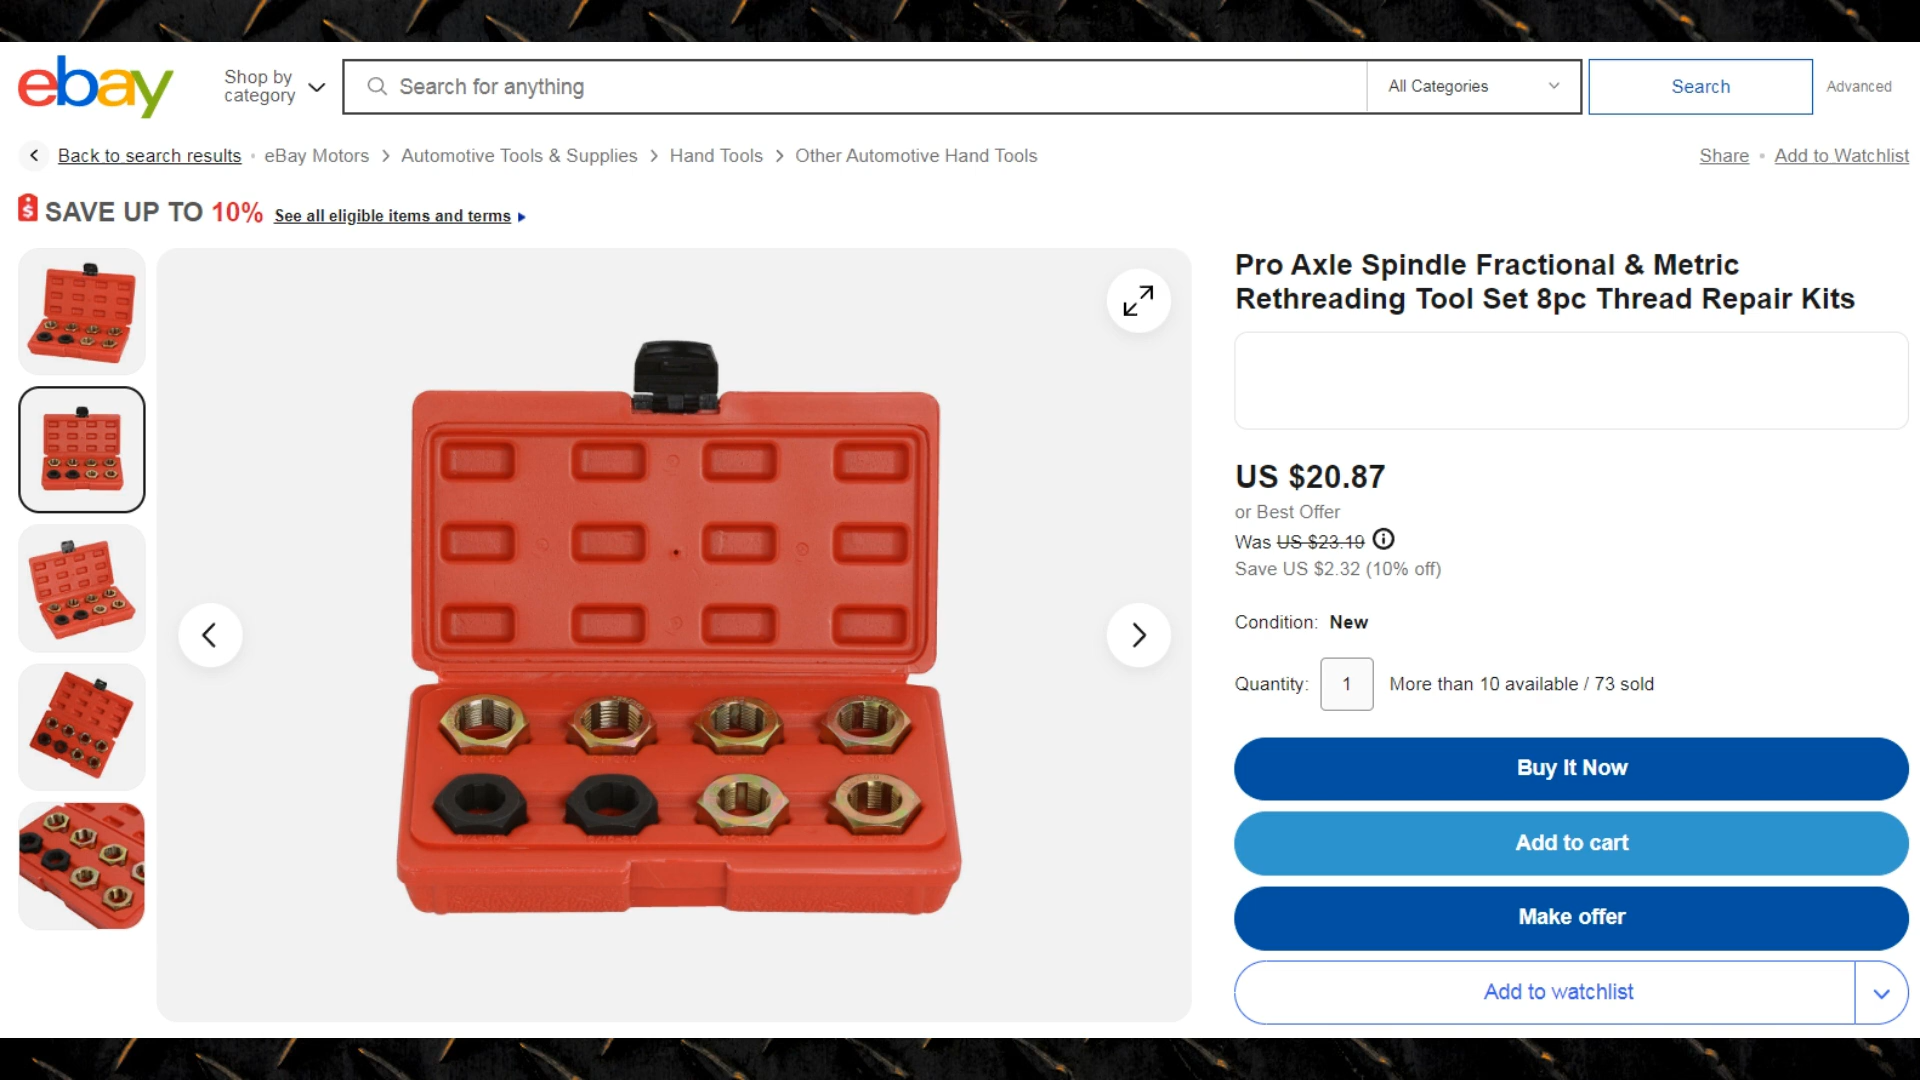 ebay
Shop by
category
Search for anything
All Categories
Search
Advanced
Back to search results
eBay Motors
Automotive Tools & Supplies
Hand Tools
Other Automotive Hand Tools
Share
Add to Watchlist
SAVE UP TO 10% See all eligible items and terms
Pro Axle Spindle Fractional & Metric
Rethreading Tool Set 8pc Thread Repair Kits
US $20.87
or Best Offer
Was US $23.19
Save US $2.32 (10% off)
Condition: New
Quantity: 1 More than 10 available / 73 sold
Buy It Now
Add to cart
Make offer
Add to watchlist